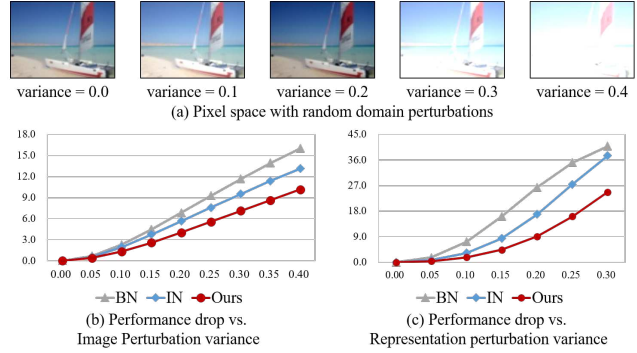 variance = 0.0 variance = 0.1 variance = 0.2 variance = 0.3 variance = 0.4
(a) Pixel space with random domain perturbations
18.0
15.0
12.0
9.0
6.0
3.0
0.0
0.00 0.05 0.10 0.15 0.20 0.25 0.30 0.35 0.40
BN IN Ours
(b) Performance drop vs.
Image Perturbation variance
45.0
36.0
27.0
18.0
9.0
0.0
0.00 0.05 0.10 0.15 0.20 0.25 0.30
BN IN Ours
(c) Performance drop vs.
Representation perturbation variance